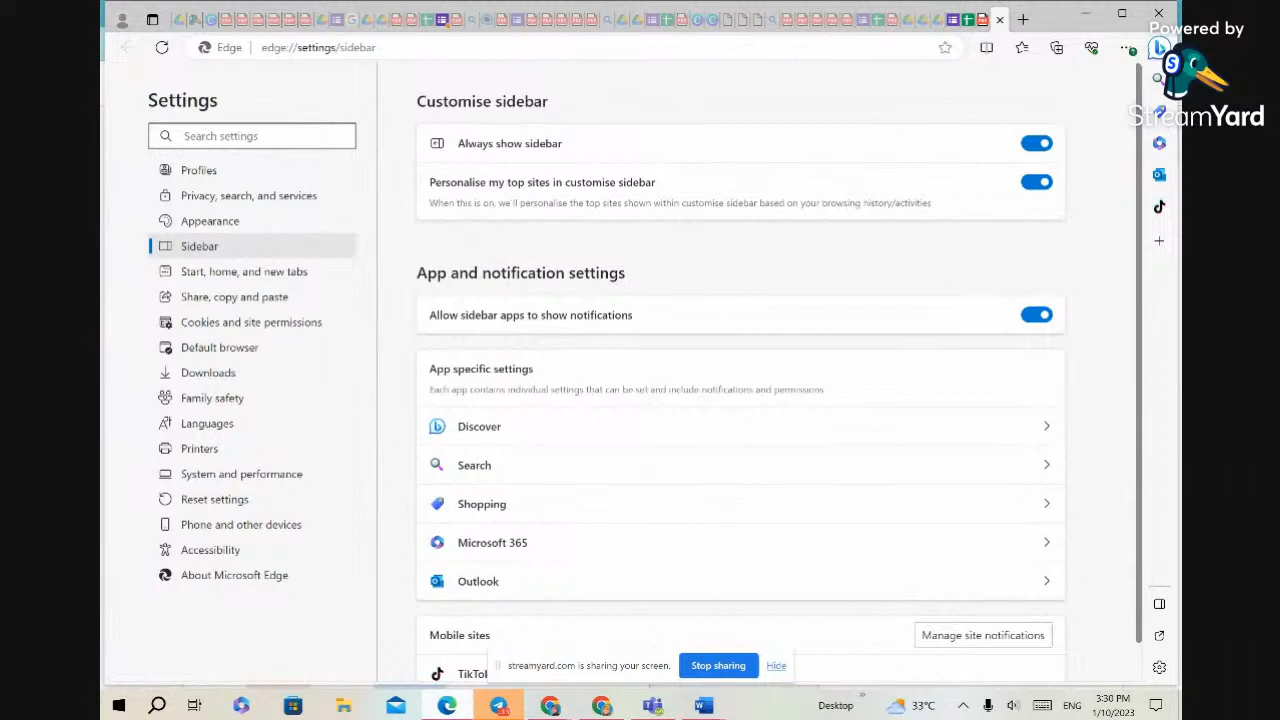 Powered by
StreamYard
Edge
edge://settings/sidebar
Settings
Search settings
Profiles
Privacy, search, and services
Appearance
Sidebar
Start, home, and new tabs
Share, copy and paste
Cookies and site permissions
Default browser
Downloads
Family safety
Languages
Printers
System and performance
Reset settings
Phone and other devices
Accessibility
About Microsoft Edge
Customise sidebar
Always show sidebar
Personalise my top sites in customise sidebar
When this is on, we'll personalise the top sites shown within customise sidebar based on your browsing history/activities
App and notification settings
Allow sidebar apps to show notifications
App specific settings
Each app contains individual settings that can be set and include notifications and permissions
Discover
Search
Shopping
Microsoft 365
Outlook
Mobile sites
Manage site notifications
TikTo
streamyard.com is sharing your screen.
Stop sharing
Hide
Desktop
33°C
ENG
3:30 PM
1/10/2023